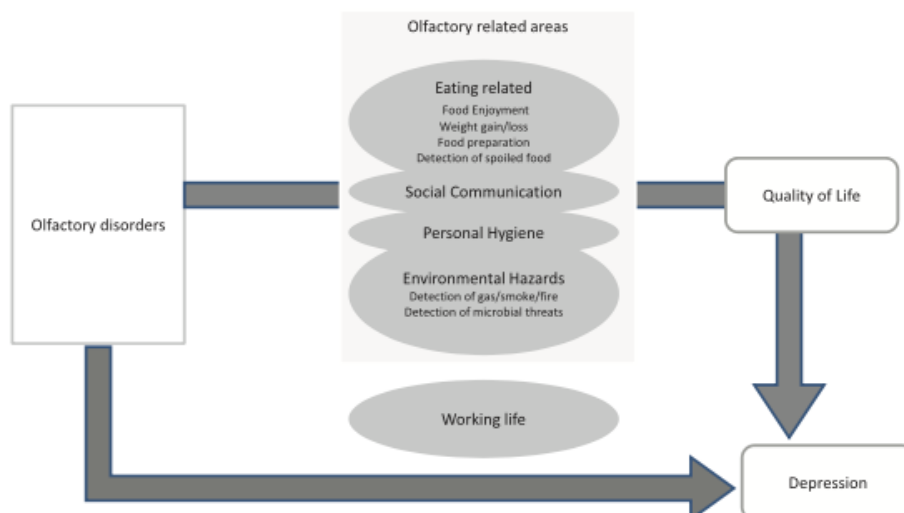 Olfactory related areas
Eating related
Food Enjoyment
Weight gain/loss
Food preparation
Detection of spoiled food
Social Communication
Quality of Life
Olfactory disorders
Personal Hygiene
Environmental Hazards
Detection of gas/smoke/fire
Detection of microbial threats
Working life
Depression